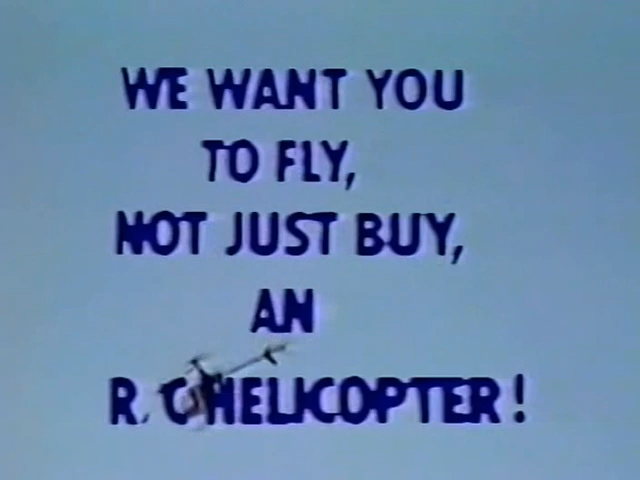 WE WANT YOU
TO FLY,
NOT JUST BUY,
AN
R/C HELICOPTER!